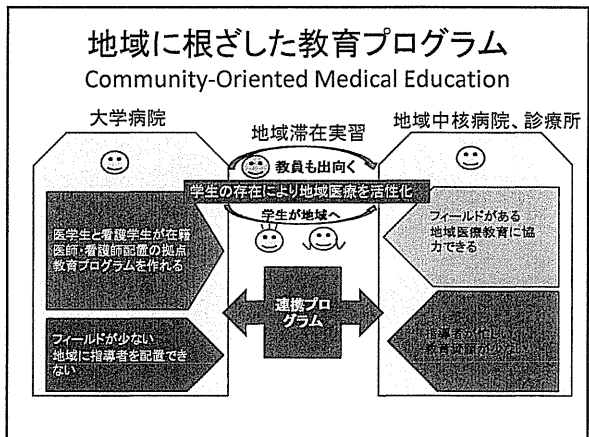 地域に根ざした教育プログラム
Community-Oriented Medical Education
大学病院
地域滞在実習
地域中核病院、診療所
教員も出向く
学生の存在により地域医療を活性化
学生が地域へ
医学生と看護学生が在籍
医師・看護師配置の拠点
教育プログラムを作れる
フィールドがある
地域医療教育に協
力できる
連携プロ
グラム
フィールドが少ない
地域に指導者を配置でき
ない
指導者が忙しい